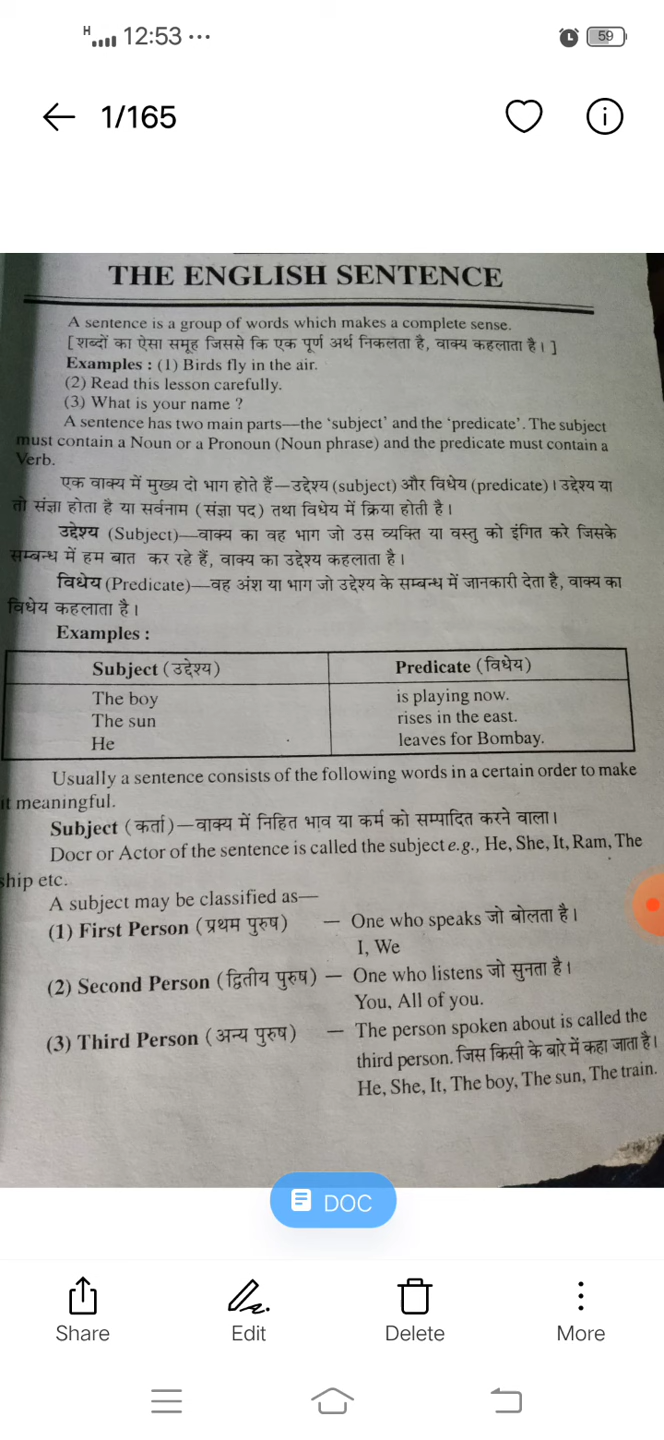 H 12:53 ...
59
1/165
THE ENGLISH SENTENCE
A sentence is a group of words which makes a complete sense.
[ शब्दों का ऐसा समूह जिससे कि एक पूर्ण अर्थ निकलता है, वाक्य कहलाता है। ]
Examples : (1) Birds fly in the air.
(2) Read this lesson carefully.
(3) What is your name ?
A sentence has two main parts—the 'subject' and the 'predicate'. The subject
must contain a Noun or a Pronoun (Noun phrase) and the predicate must contain a
Verb.
एक वाक्य में मुख्य दो भाग होते हैं—उद्देश्य (subject) और विधेय (predicate)। उद्देश्य या
तो संज्ञा होता है या सर्वनाम (संज्ञा पद) तथा विधेय में क्रिया होती है।
उद्देश्य (Subject)—वाक्य का वह भाग जो उस व्यक्ति या वस्तु को इंगित करे जिसके
सम्बन्ध में हम बात कर रहे हैं, वाक्य का उद्देश्य कहलाता है।
विधेय (Predicate)—वह अंश या भाग जो उद्देश्य के सम्बन्ध में जानकारी देता है, वाक्य का
विधेय कहलाता है।
Examples :
Subject (उद्देश्य) Predicate (विधेय)
The boy is playing now.
The sun rises in the east.
He leaves for Bombay.
Usually a sentence consists of the following words in a certain order to make
it meaningful.
Subject (कर्ता)—वाक्य में निहित भाव या कर्म को सम्पादित करने वाला।
Docr or Actor of the sentence is called the subject e.g., He, She, It, Ram, The
ship etc.
A subject may be classified as—
(1) First Person (प्रथम पुरुष) — One who speaks जो बोलता है।
I, We
(2) Second Person (द्वितीय पुरुष) — One who listens जो सुनता है।
You, All of you.
(3) Third Person (अन्य पुरुष) — The person spoken about is called the
third person. जिस किसी के बारे में कहा जाता है।
He, She, It, The boy, The sun, The train.
DOC
Share Edit Delete More